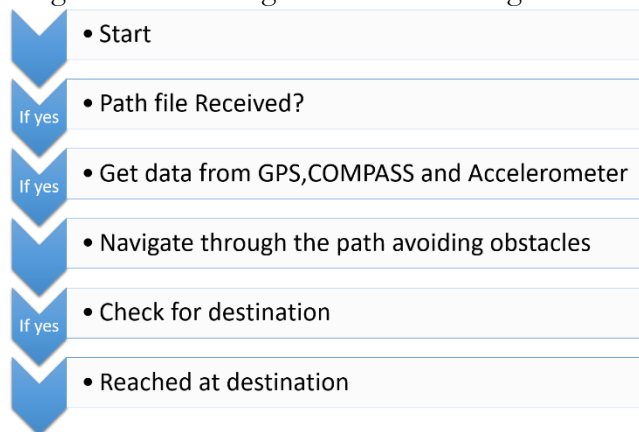 • Start
If yes
• Path file Received?
If yes
• Get data from GPS,COMPASS and Accelerometer
• Navigate through the path avoiding obstacles
If yes
• Check for destination
• Reached at destination